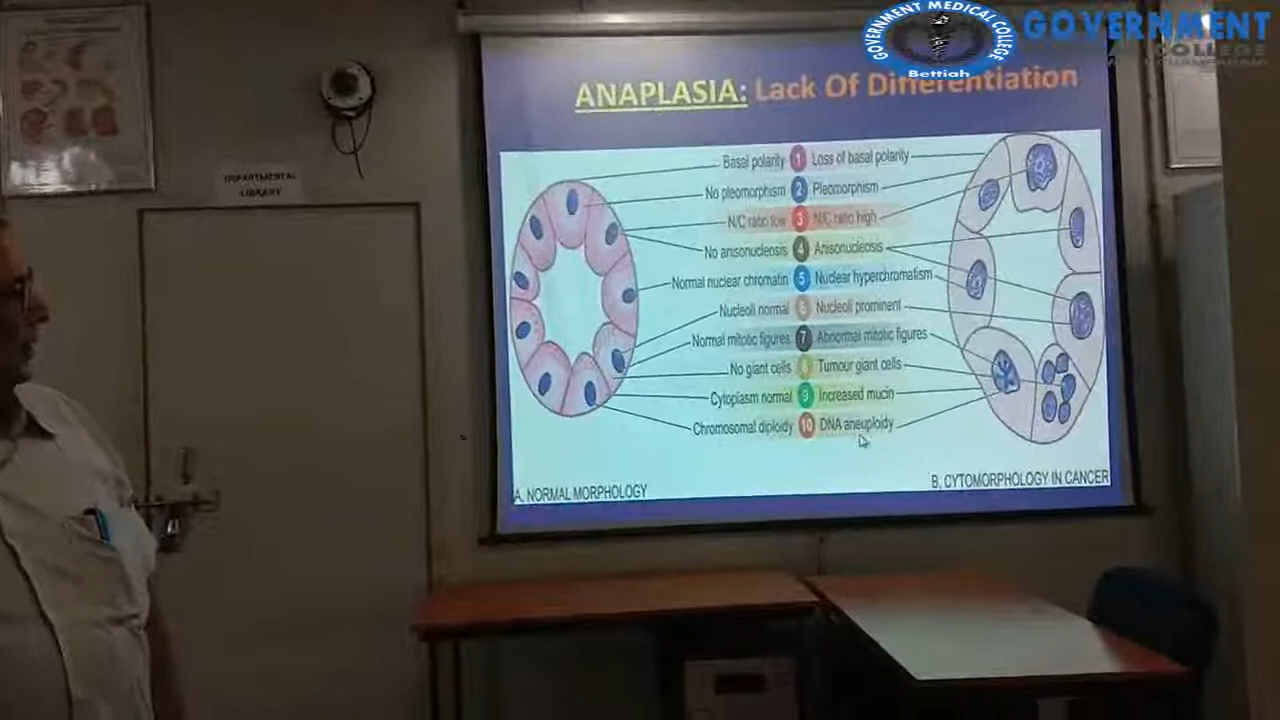 GOVERNMENT MEDICAL COLLEGE
Bettiah
GOVERNMENT
COLLEGE
DEPARTMENTAL
LIBRARY
ANAPLASIA: Lack Of Differentiation
Basal polarity 1 Loss of basal polarity
No pleomorphism 2 Pleomorphism
N/C ratio low 3 N/C ratio high
No anisonucleosis 4 Anisonucleosis
Normal nuclear chromatin 5 Nuclear hyperchromatism
Nucleoli normal 6 Nucleoli prominent
Normal mitotic figures 7 Abnormal mitotic figures
No giant cells 8 Tumour giant cells
Cytoplasm normal 9 Increased mucin
Chromosomal diploidy 10 DNA aneuploidy
A. NORMAL MORPHOLOGY
B, CYTOMORPHOLOGY IN CANCER